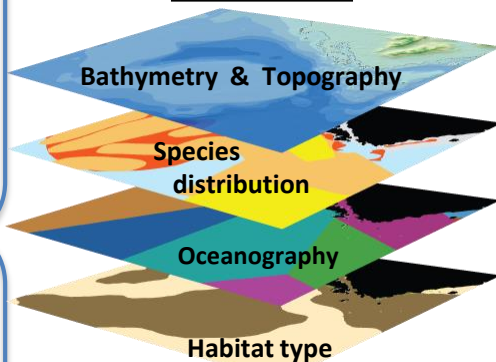 Bathymetry & Topography
Species
distribution
Oceanography
Habitat type